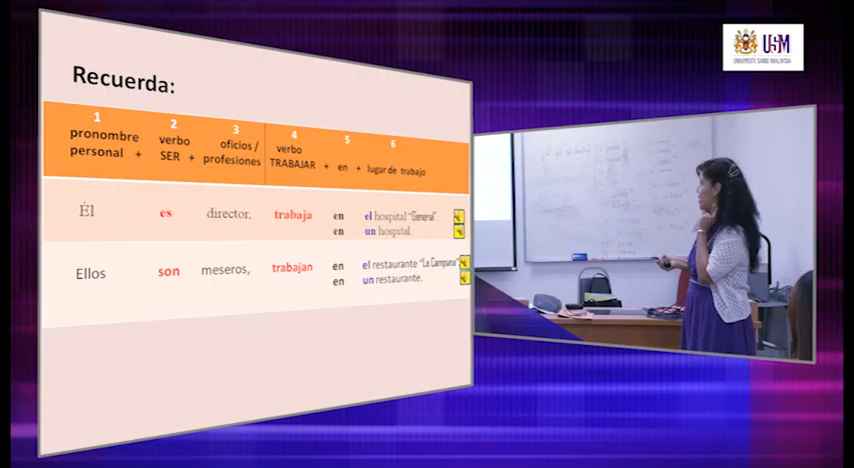 USM
UNIVERSITI SAINS MALAYSIA
Recuerda:
1 2 3 4 5 6
pronombre personal + verbo SER + oficios / profesiones verbo TRABAJAR + en + lugar de trabajo
Él es director, trabaja en el hospital "General".
en un hospital.
Ellos son meseros, trabajan en el restaurante "La Campana"
en un restaurante.